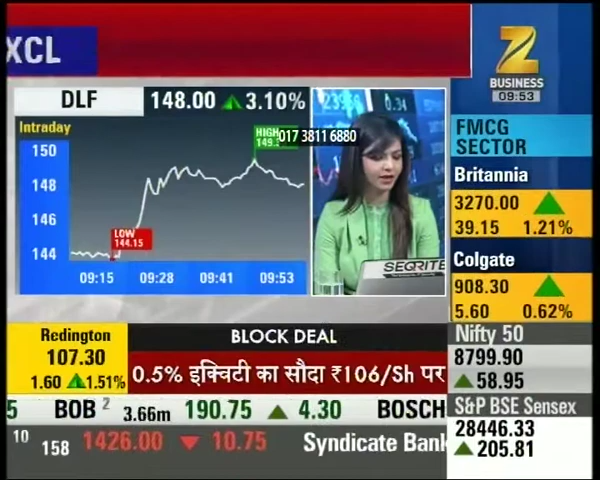 XCL
Z
BUSINESS
09:53
DLF 148.00 3.10%
Intraday
150
148
146
144
HIGH
149.
017 3811 6880
LOW
144.15
09:15 09:28 09:41 09:53
0.34
SEQRITE
FMCG
SECTOR
Britannia
3270.00
39.15 1.21%
Colgate
908.30
5.60 0.62%
Redington
107.30
1.60 1.51%
BLOCK DEAL
0.5% इक्विटी का सौदा ₹106/Sh पर
Nifty 50
8799.90
58.95
S&P BSE Sensex
28446.33
205.81
5 BOB 2 3.66m 190.75 4.30 BOSCH
10 158 1426.00 10.75 Syndicate Bank